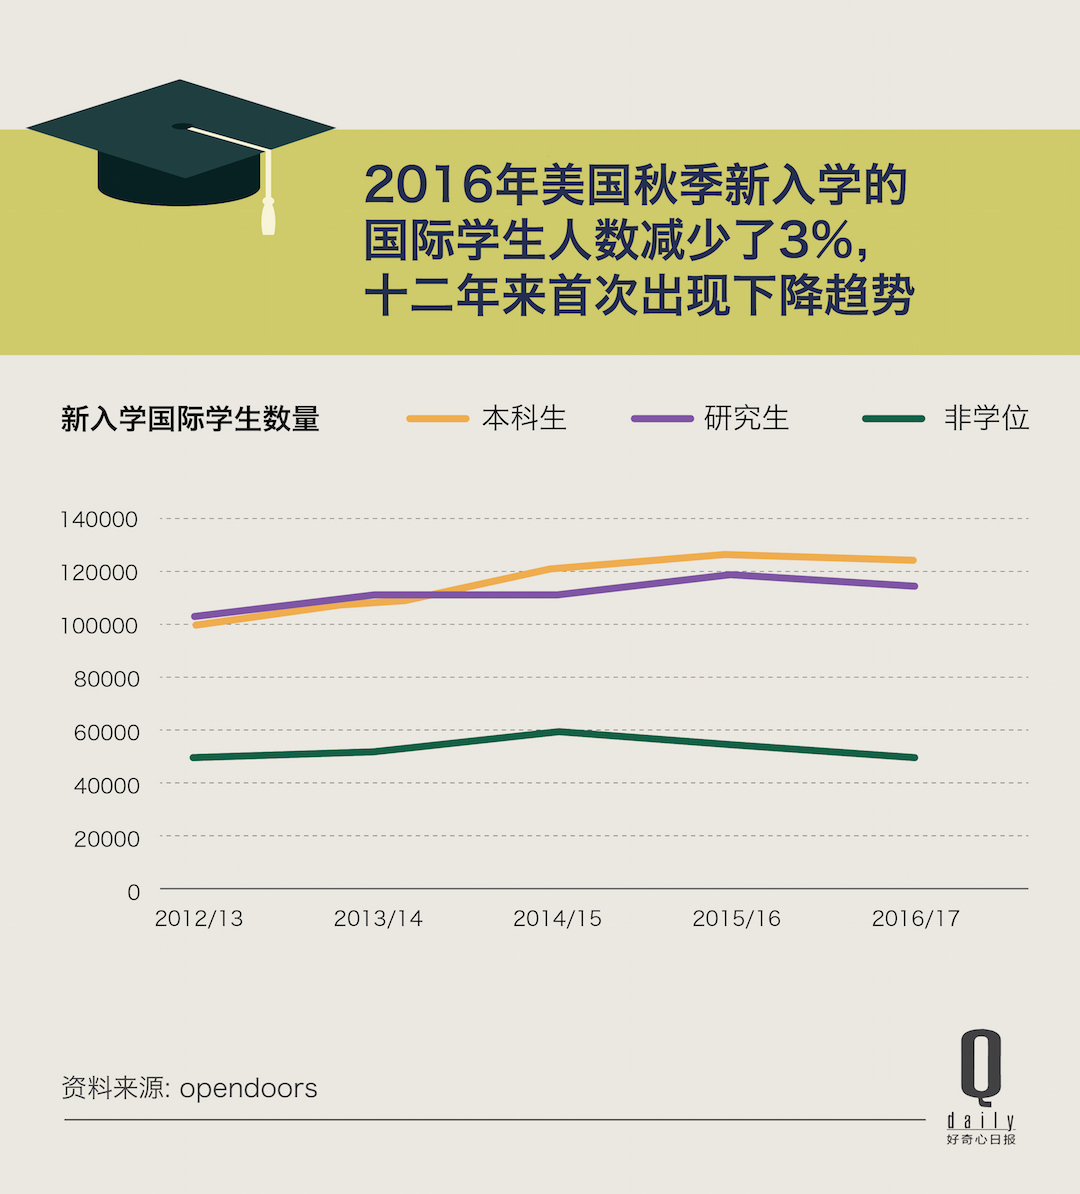 2016年美国秋季新入学的
国际学生人数减少了3%,
十二年来首次出现下降趋势
新入学国际学生数量 本科生 研究生 非学位
140000
120000
100000
80000
60000
40000
20000
0
2012/13 2013/14 2014/15 2015/16 2016/17
资料来源: opendoors
Q
daily
好奇心日报